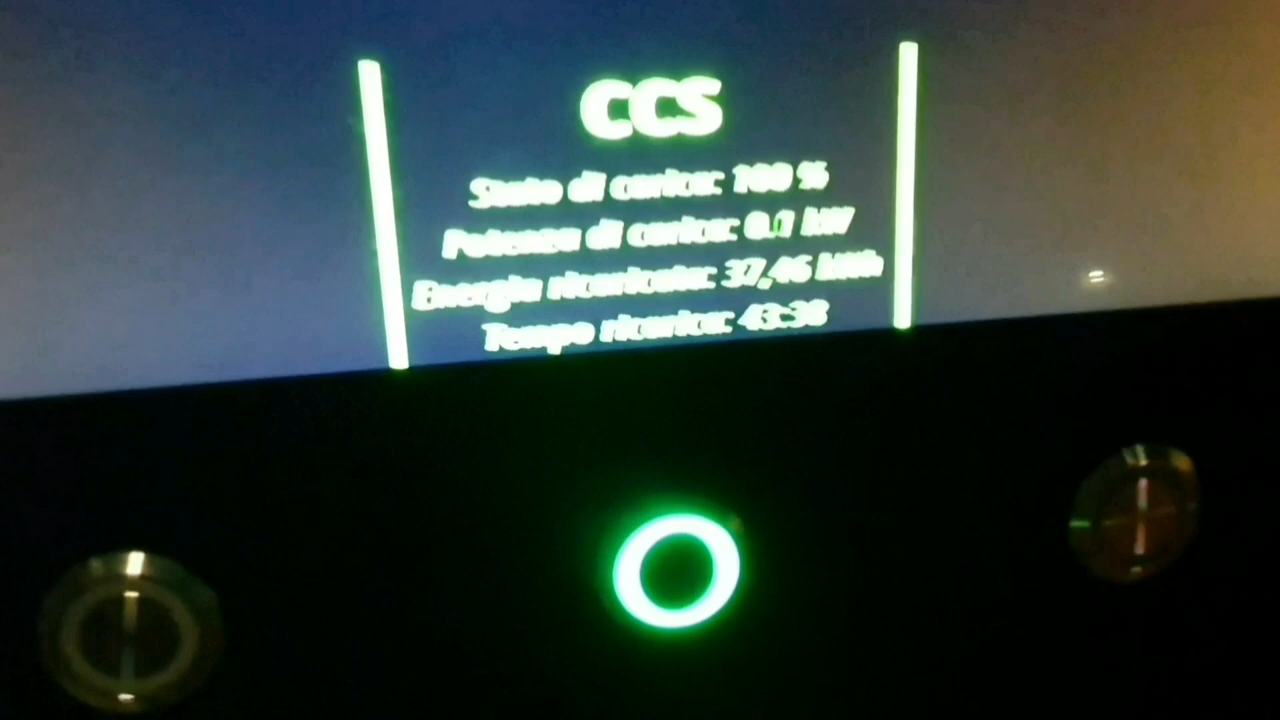 CCS
Stato di carica: 100 %
Potenza di carica: 0.1 kW
Energia ricaricata: 37,46 kWh
Tempo ricarica: 43:38